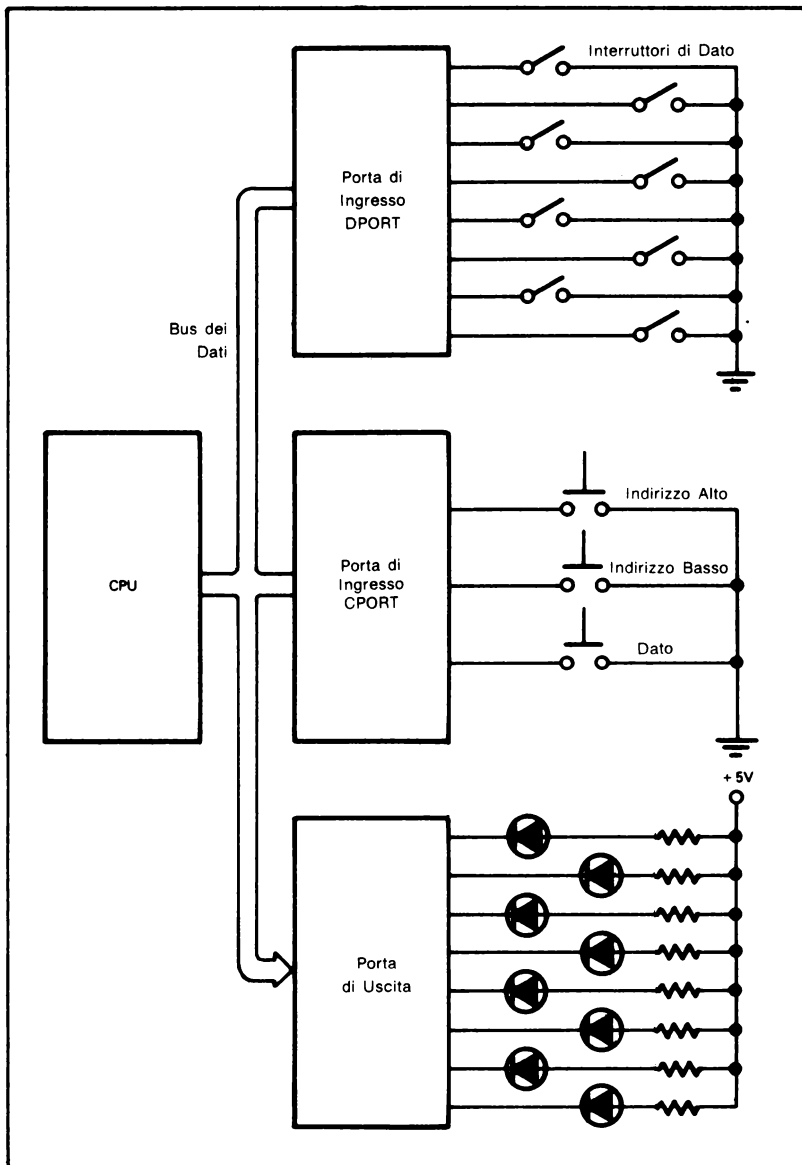 Interruttori di Dato
Porta di
Ingresso
DPORT
Bus dei
Dati
CPU
Porta di
Ingresso
CPORT
Indirizzo Alto
Indirizzo Basso
Dato
+ 5V
Porta
di Uscita